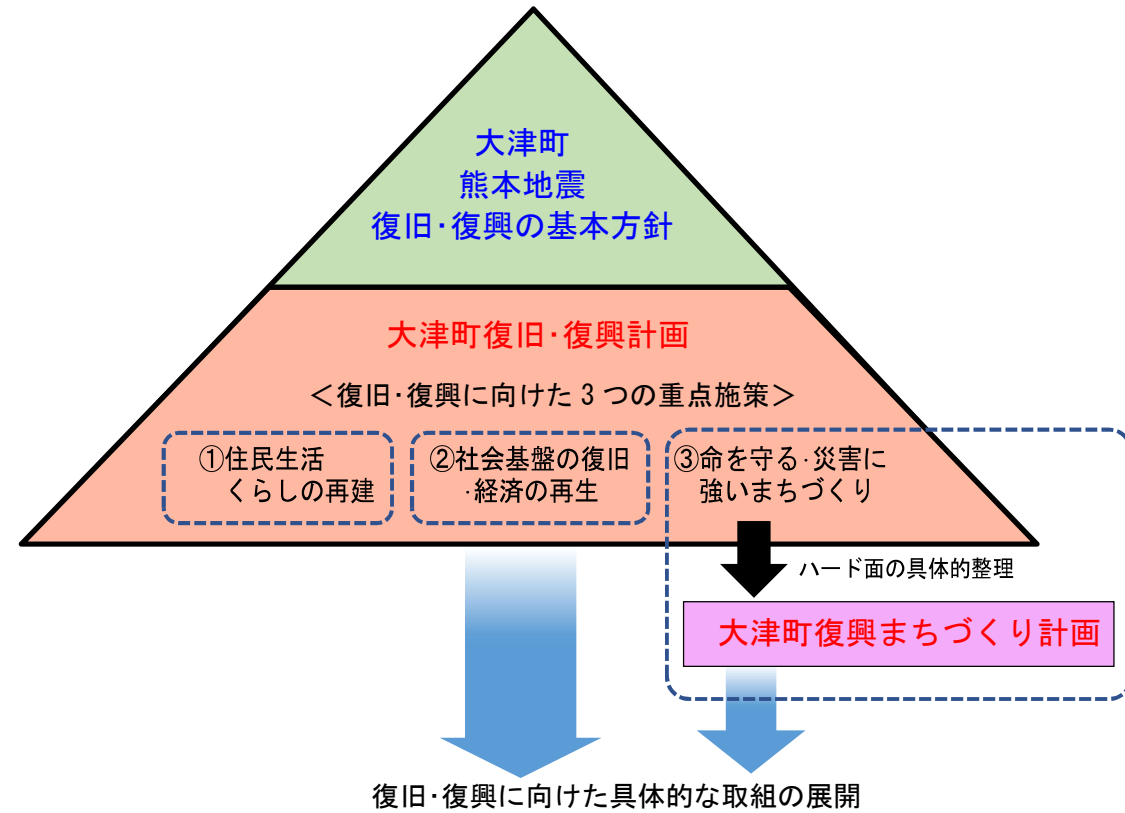 大津町
熊本地震
復旧・復興の基本方針
大津町復旧・復興計画
＜復旧・復興に向けた３つの重点施策＞
①住民生活
くらしの再建
②社会基盤の復旧
・経済の再生
③命を守る・災害に
強いまちづくり
ハード面の具体的整理
大津町復興まちづくり計画
復旧・復興に向けた具体的な取組の展開